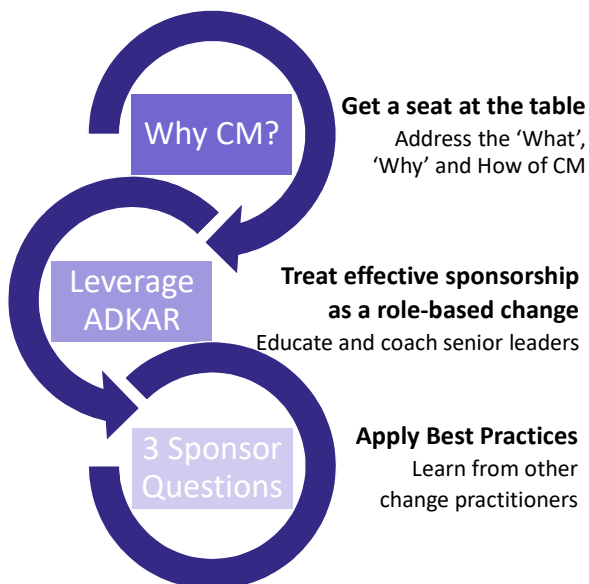 Why CM?
Get a seat at the table
Address the ‘What’,
‘Why’ and How of CM
Leverage
ADKAR
Treat effective sponsorship
as a role-based change
Educate and coach senior leaders
3 Sponsor
Questions
Apply Best Practices
Learn from other
change practitioners